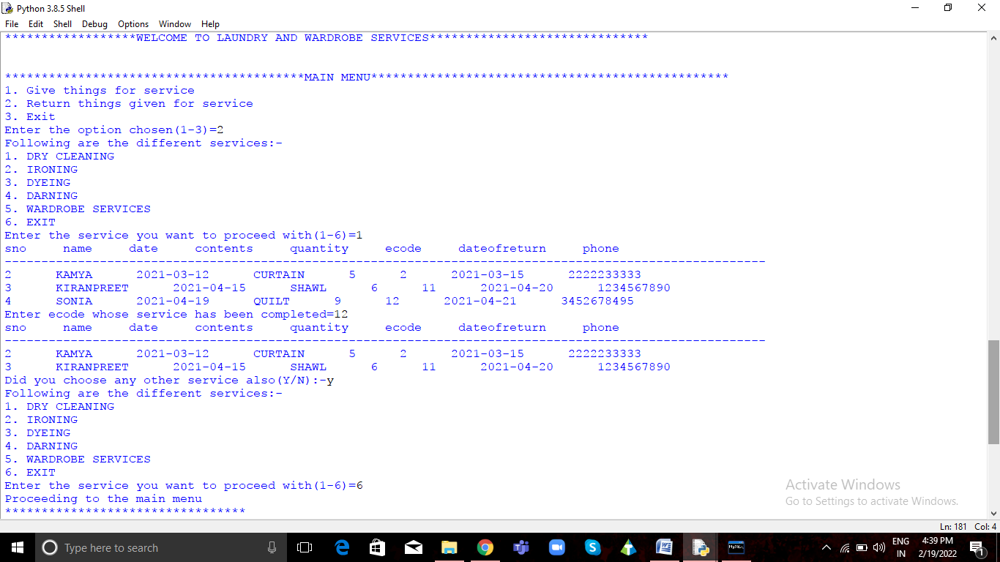 Python 3.8.5 Shell
File Edit Shell Debug Options Window Help
******************WELCOME TO LAUNDRY AND WARDROBE SERVICES******************************
*****************************************MAIN MENU*************************************************
1. Give things for service
2. Return things given for service
3. Exit
Enter the option chosen(1-3)=2
Following are the different services:-
1. DRY CLEANING
2. IRONING
3. DYEING
4. DARNING
5. WARDROBE SERVICES
6. EXIT
Enter the service you want to proceed with(1-6)=1
sno     name     date     contents     quantity     ecode     dateofreturn     phone
--------------------------------------------------------------------------------------------------------
2      KAMYA      2021-03-12      CURTAIN      5      2      2021-03-15      2222233333
3      KIRANPREET      2021-04-15      SHAWL      6      11      2021-04-20      1234567890
4      SONIA      2021-04-19      QUILT      9      12      2021-04-21      3452678495
Enter ecode whose service has been completed=12
sno     name     date     contents     quantity     ecode     dateofreturn     phone
--------------------------------------------------------------------------------------------------------
2      KAMYA      2021-03-12      CURTAIN      5      2      2021-03-15      2222233333
3      KIRANPREET      2021-04-15      SHAWL      6      11      2021-04-20      1234567890
Did you choose any other service also(Y/N):-y
Following are the different services:-
1. DRY CLEANING
2. IRONING
3. DYEING
4. DARNING
5. WARDROBE SERVICES
6. EXIT
Enter the service you want to proceed with(1-6)=6
Proceeding to the main menu
*********************************
Activate Windows
Go to Settings to activate Windows.
Ln: 181 Col: 4
Type here to search
MySQL
ENG
IN
4:39 PM
2/19/2022
1